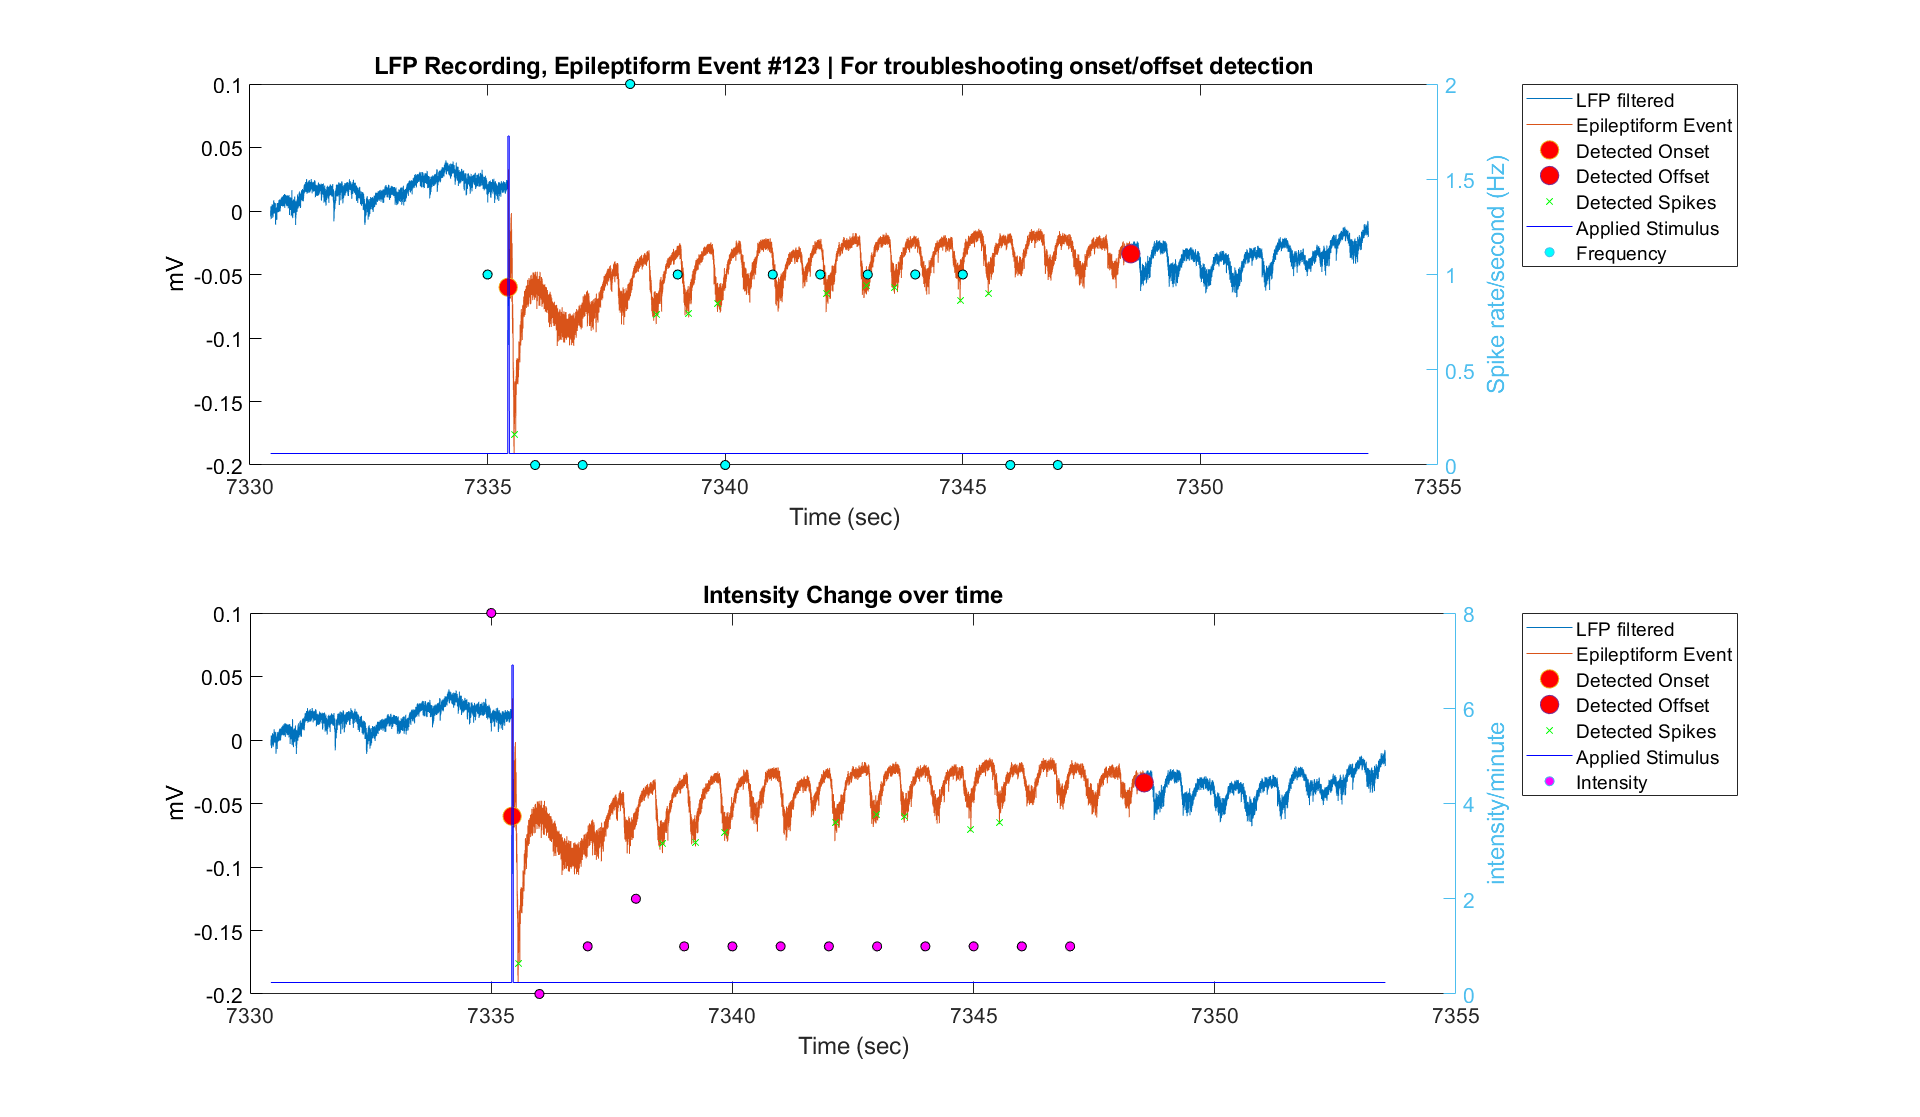 LFP Recording, Epileptiform Event #123 | For troubleshooting onset/offset detection
0.1
0.05
0
-0.05
-0.1
-0.15
-0.2
mV
7330
7335
7340
7345
7350
7355
Time (sec)
2
1.5
1
0.5
0
Spike rate/second (Hz)
LFP filtered
Epileptiform Event
Detected Onset
Detected Offset
Detected Spikes
Applied Stimulus
Frequency
Intensity Change over time
0.1
0.05
0
-0.05
-0.1
-0.15
-0.2
mV
7330
7335
7340
7345
7350
7355
Time (sec)
8
6
4
2
0
intensity/minute
LFP filtered
Epileptiform Event
Detected Onset
Detected Offset
Detected Spikes
Applied Stimulus
Intensity